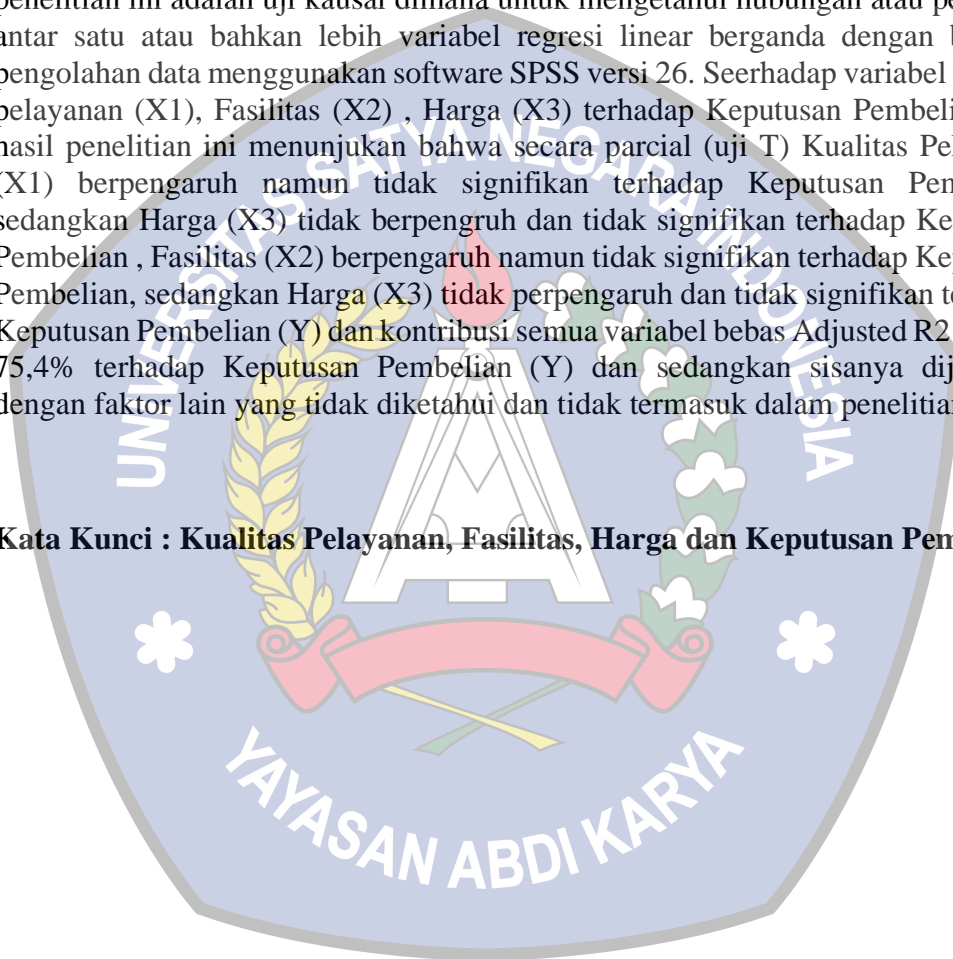 penelitian ini adalah uji kausal dimana untuk mengetahui hubungan atau pe
antar satu atau bahkan lebih variabel regresi linear berganda dengan b
pengolahan data menggunakan software SPSS versi 26. Seerhadap variabel
pelayanan (X1), Fasilitas (X2) , Harga (X3) terhadap Keputusan Pembeli
hasil penelitian ini menunjukan bahwa secara parcial (uji T) Kualitas Pel
(X1) berpengaruh namun tidak signifikan terhadap Keputusan Pem
sedangkan Harga (X3) tidak berpengruh dan tidak signifikan terhadap Ke
Pembelian , Fasilitas (X2) berpengaruh namun tidak signifikan terhadap Kep
Pembelian, sedangkan Harga (X3) tidak perpengaruh dan tidak signifikan te
Keputusan Pembelian (Y) dan kontribusi semua variabel bebas Adjusted R2
75,4% terhadap Keputusan Pembelian (Y) dan sedangkan sisanya dij
dengan faktor lain yang tidak diketahui dan tidak termasuk dalam penelitian
Kata Kunci : Kualitas Pelayanan, Fasilitas, Harga dan Keputusan Pem
UNIVERSITAS SATYA NEGARA INDONESIA
YAYASAN ABDI KARYA